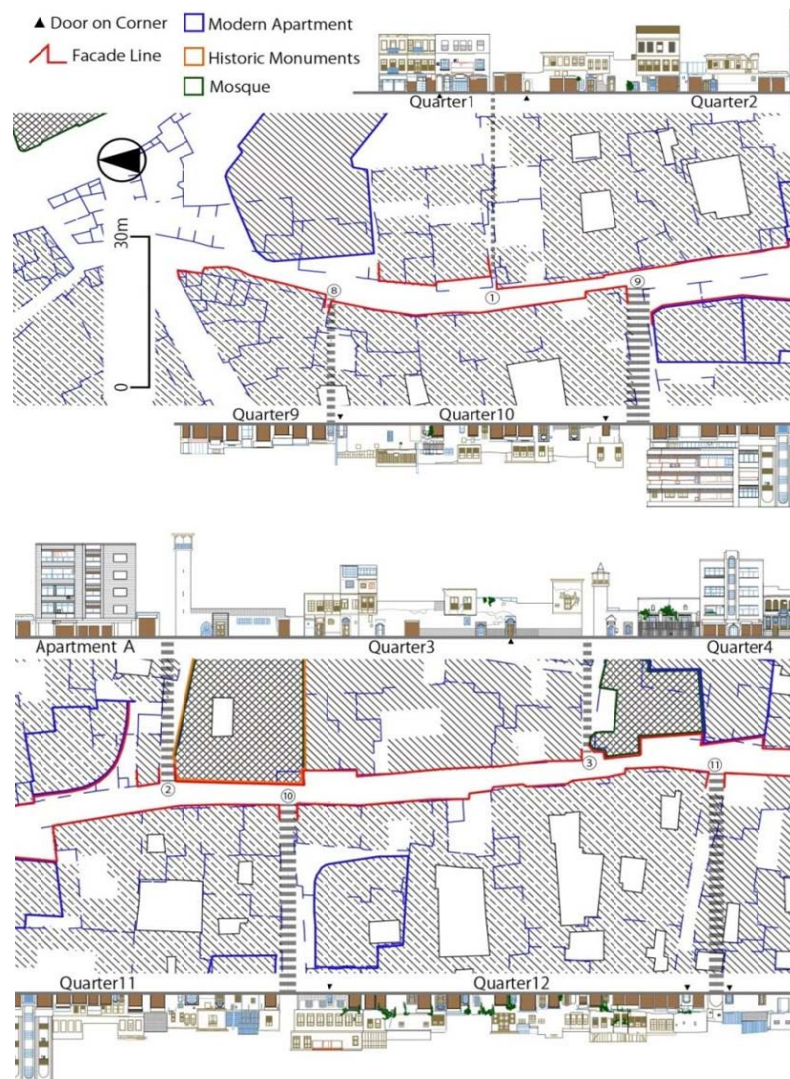 Door on Corner
Modern Apartment
Facade Line
Historic Monuments
Mosque
Quarter1
Quarter2
30m
0
8
1
9
Quarter9
Quarter10
Apartment A
Quarter3
Quarter4
2
10
3
11
Quarter11
Quarter12